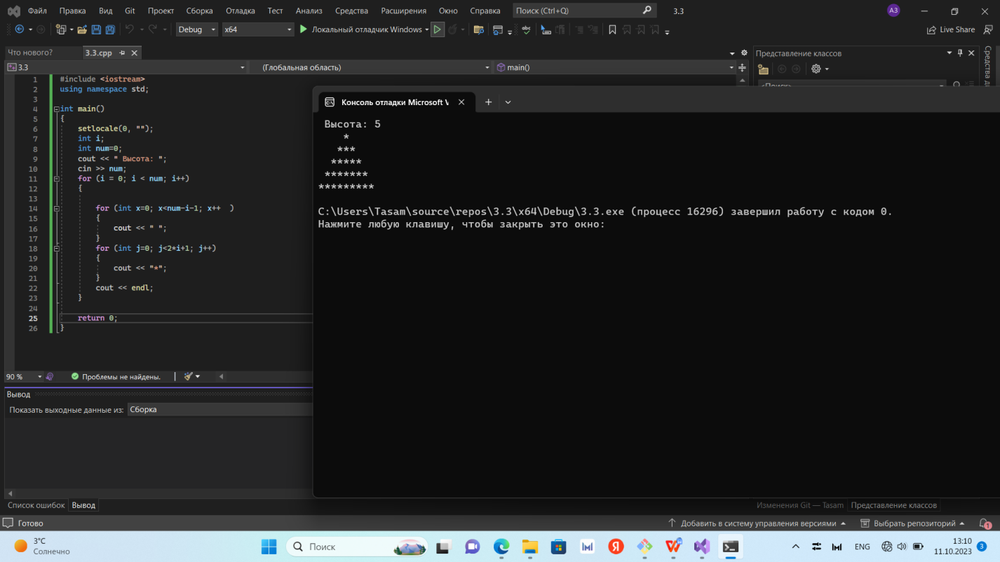 Файл Правка Вид Git Проект Сборка Отладка Тест Анализ Средства Расширения Окно Справка Поиск (Ctrl+Q) 3.3 АЗ
Debug x64 Локальный отладчик Windows abc Live Share
Что нового? 3.3.cpp Представление классов
3.3 (Глобальная область) main()
<Поиск>
1 #include <iostream>
2 using namespace std;
3
4 int main()
5 {
6 setlocale(0, "");
7 int i;
8 int num=0;
9 cout << " Высота: ";
10 cin >> num;
11 for (i = 0; i < num; i++)
12 {
13
14 for (int x=0; x<num-i-1; x++  )
15 {
16 cout << " ";
17 }
18 for (int j=0; j<2*i+1; j++)
19 {
20 cout << "*";
21 }
22 cout << endl;
23 }
24
25 return 0;
26 }
Консоль отладки Microsoft V
Высота: 5
*
***
*****
*******
*********
C:\Users\Tasam\source\repos\3.3\x64\Debug\3.3.exe (процесс 16296) завершил работу с кодом 0.
Нажмите любую клавишу, чтобы закрыть это окно:
90 % Проблемы не найдены.
Вывод
Показать выходные данные из: Сборка
Список ошибок Вывод Изменения Git — Tasam Представление классов
Готово Добавить в систему управления версиями Выбрать репозиторий 1
3°C
Солнечно
Поиск
ENG
13:10
11.10.2023
3